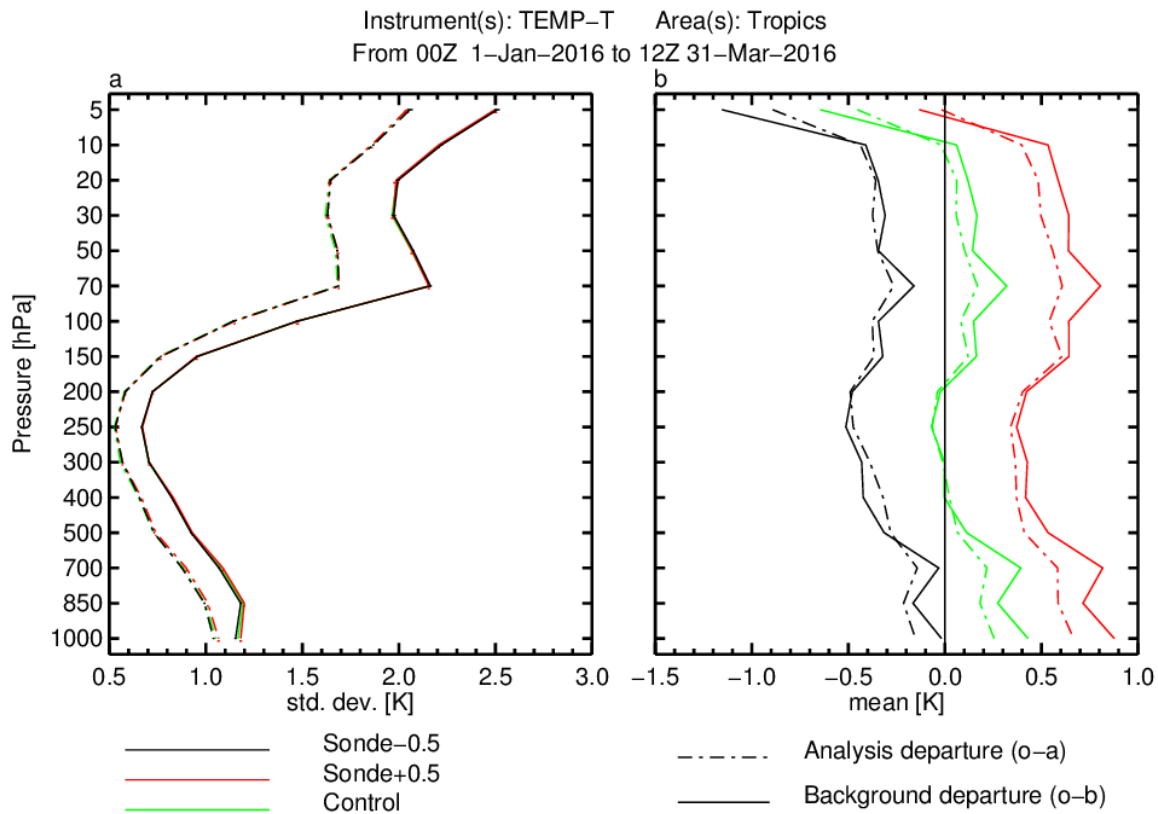 Instrument(s): TEMP−T Area(s): Tropics
From 00Z 1−Jan−2016 to 12Z 31−Mar−2016
a
b
5
10
20
30
50
70
100
150
200
250
300
400
500
700
850
1000
Pressure [hPa]
0.5 1.0 1.5 2.0 2.5 3.0
std. dev. [K]
−1.5 −1.0 −0.5 0.0 0.5 1.0
mean [K]
Sonde−0.5
Sonde+0.5
Control
Analysis departure (o−a)
Background departure (o−b)